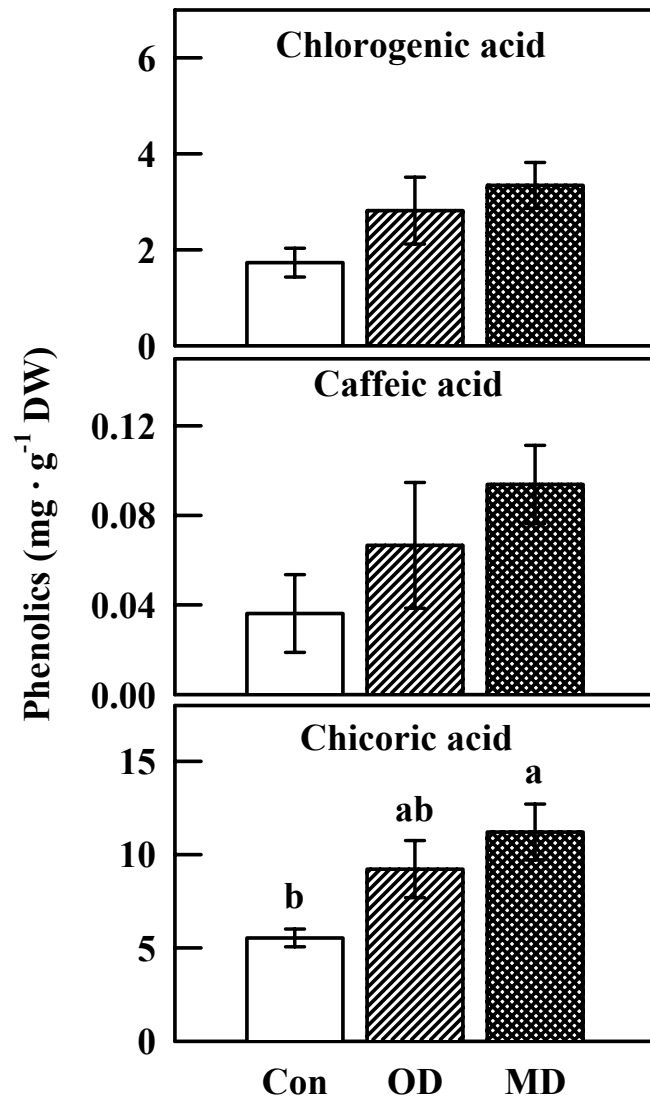 Chlorogenic acid
6
4
2
0
Caffeic acid
0.12
0.08
0.04
0.00
Chicoric acid
15
10
5
0
b
ab
a
Con OD MD
Phenolics (mg · g⁻¹ DW)